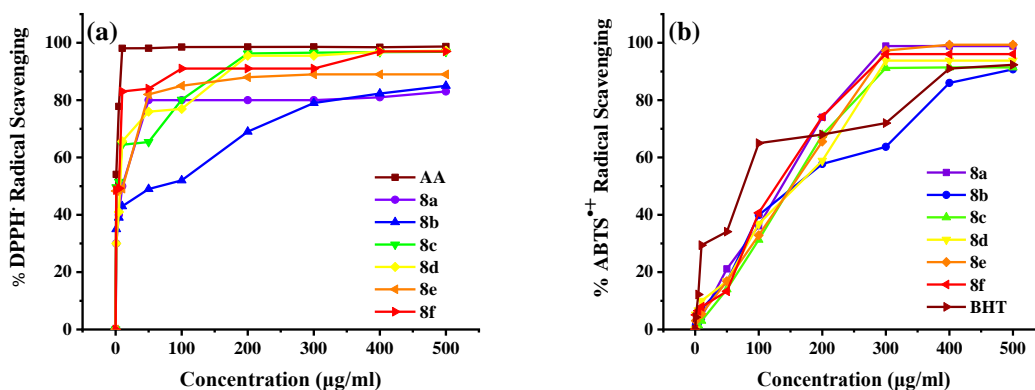 (a)
% DPPH· Radical Scavenging
100
80
60
40
20
0
0
100
200
300
400
500
Concentration (μg/ml)
AA
8a
8b
8c
8d
8e
8f
(b)
% ABTS•+ Radical Scavenging
100
80
60
40
20
0
0
100
200
300
400
500
Concentration (μg/ml)
8a
8b
8c
8d
8e
8f
BHT